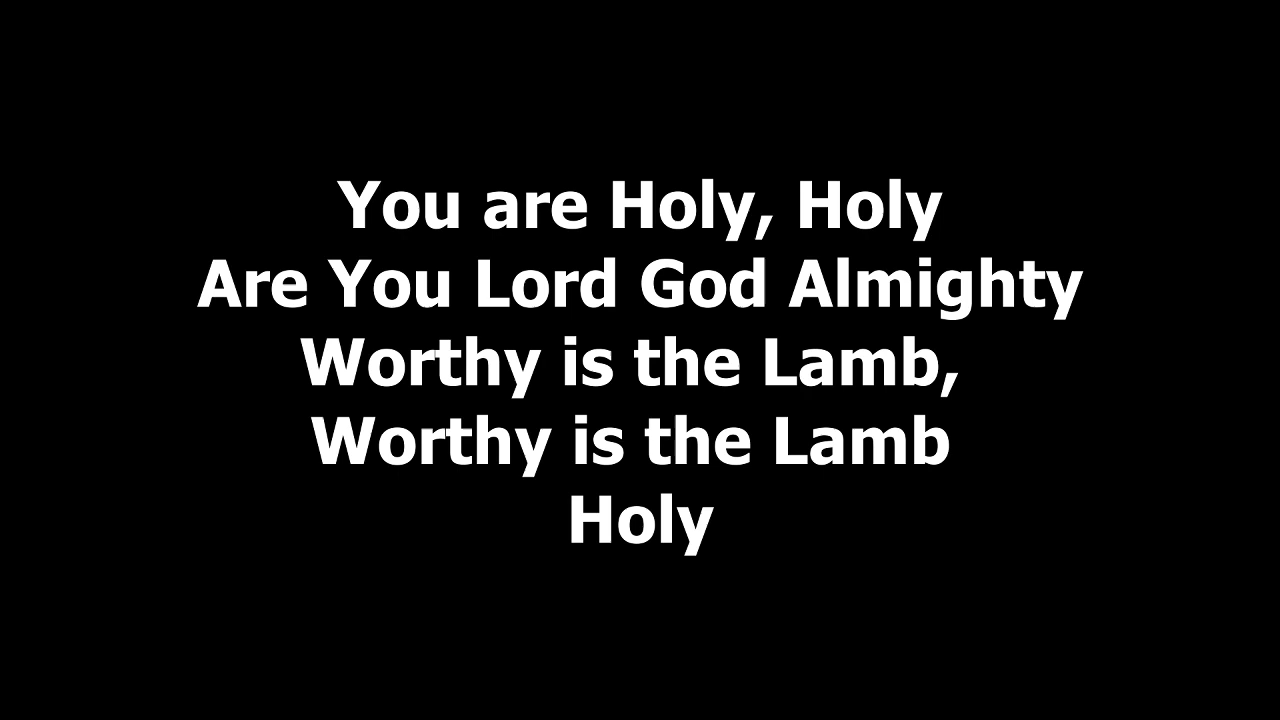 You are Holy, Holy
Are You Lord God Almighty
Worthy is the Lamb,
Worthy is the Lamb
Holy